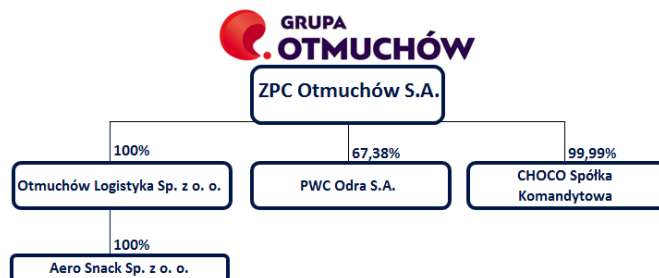 GRUPA
OTMUCHÓW
ZPC Otmuchów S.A.
100%
67,38%
99,99%
Otmuchów Logistyka Sp. z o. o.
PWC Odra S.A.
CHOCO Spółka
Komandytowa
100%
Aero Snack Sp. z o. o.